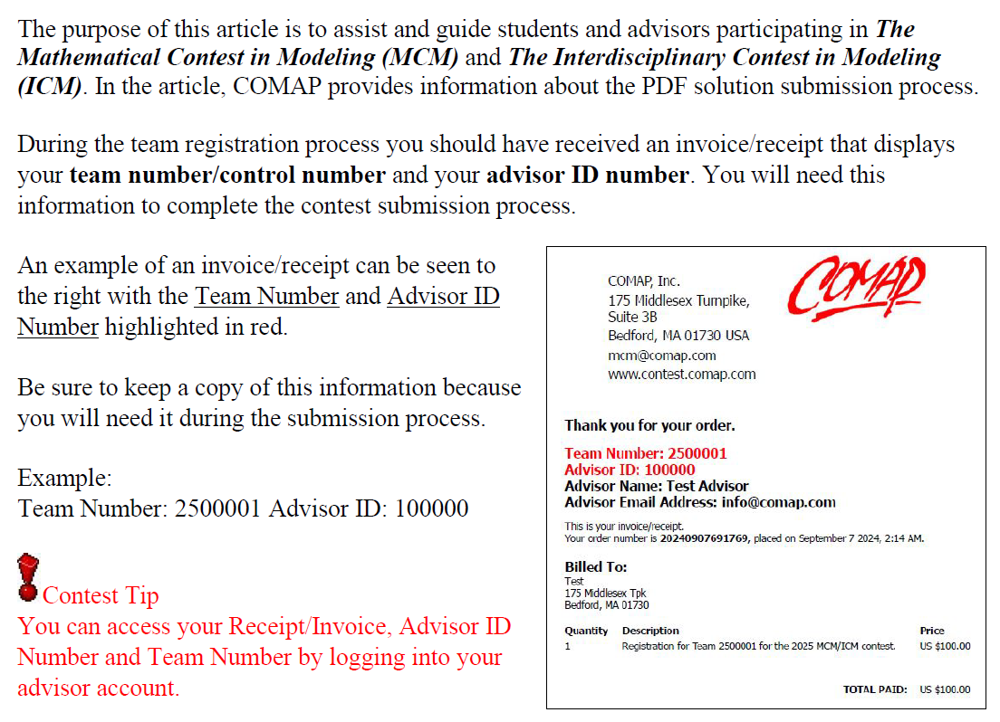 The purpose of this article is to assist and guide students and advisors participating in The
Mathematical Contest in Modeling (MCM) and The Interdisciplinary Contest in Modeling
(ICM). In the article, COMAP provides information about the PDF solution submission process.
During the team registration process you should have received an invoice/receipt that displays
your team number/control number and your advisor ID number. You will need this
information to complete the contest submission process.
An example of an invoice/receipt can be seen to
the right with the Team Number and Advisor ID
Number highlighted in red.
Be sure to keep a copy of this information because
you will need it during the submission process.
Example:
Team Number: 2500001 Advisor ID: 100000
Contest Tip
You can access your Receipt/Invoice, Advisor ID
Number and Team Number by logging into your
advisor account.
COMAP, Inc.
175 Middlesex Turnpike,
Suite 3B
Bedford, MA 01730 USA
mcm@comap.com
www.contest.comap.com
COMAP
Thank you for your order.
Team Number: 2500001
Advisor ID: 100000
Advisor Name: Test Advisor
Advisor Email Address: info@comap.com
This is your invoice/receipt.
Your order number is 20240907691769, placed on September 7 2024, 2:14 AM.
Billed To:
Test
175 Middlesex Tpk
Bedford, MA 01730
Quantity Description Price
1 Registration for Team 2500001 for the 2025 MCM/ICM contest. US $100.00
TOTAL PAID: US $100.00